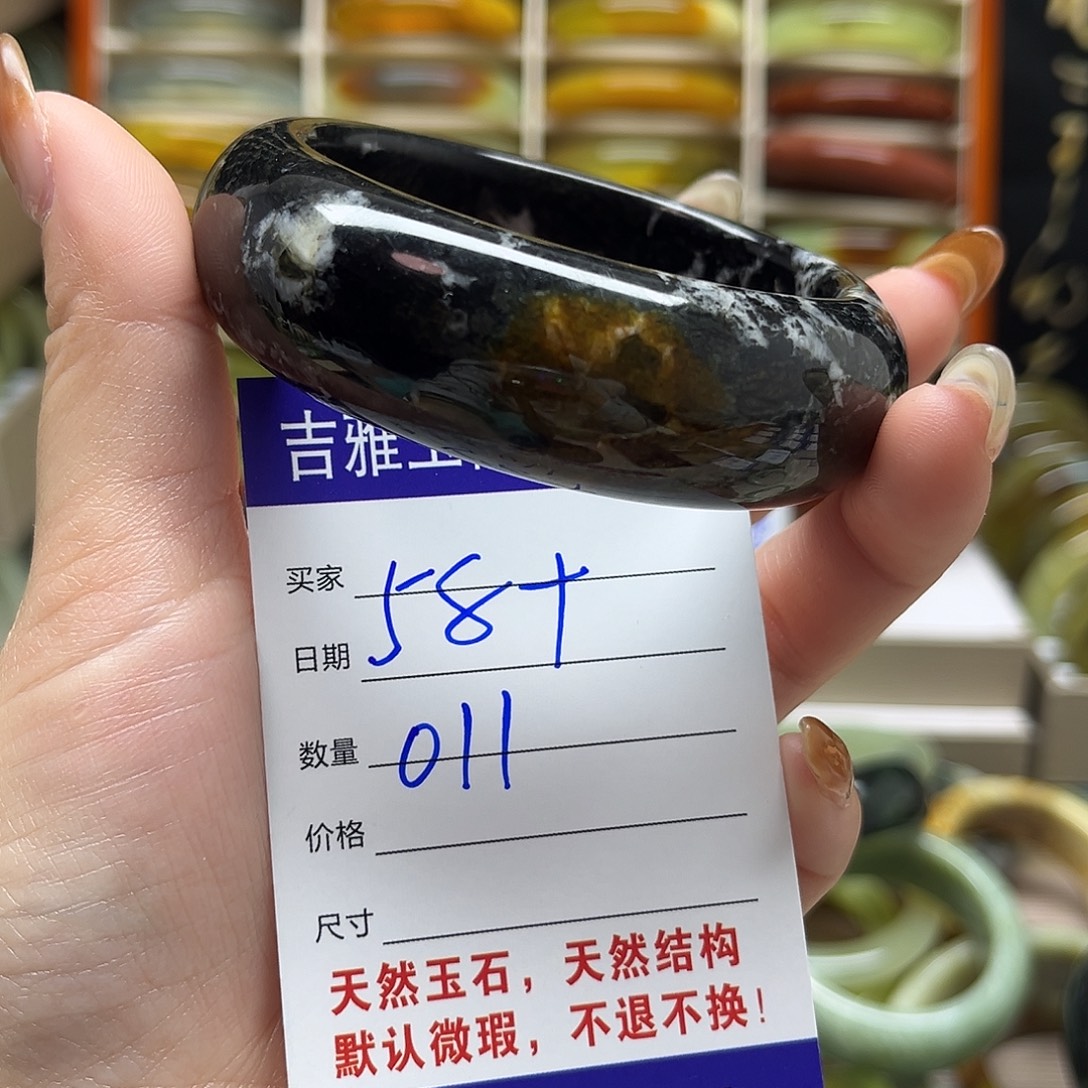 吉雅
买家 58+
日期
数量 011
价格
尺寸
天然玉石，天然结构
默认微瑕，不退不换！